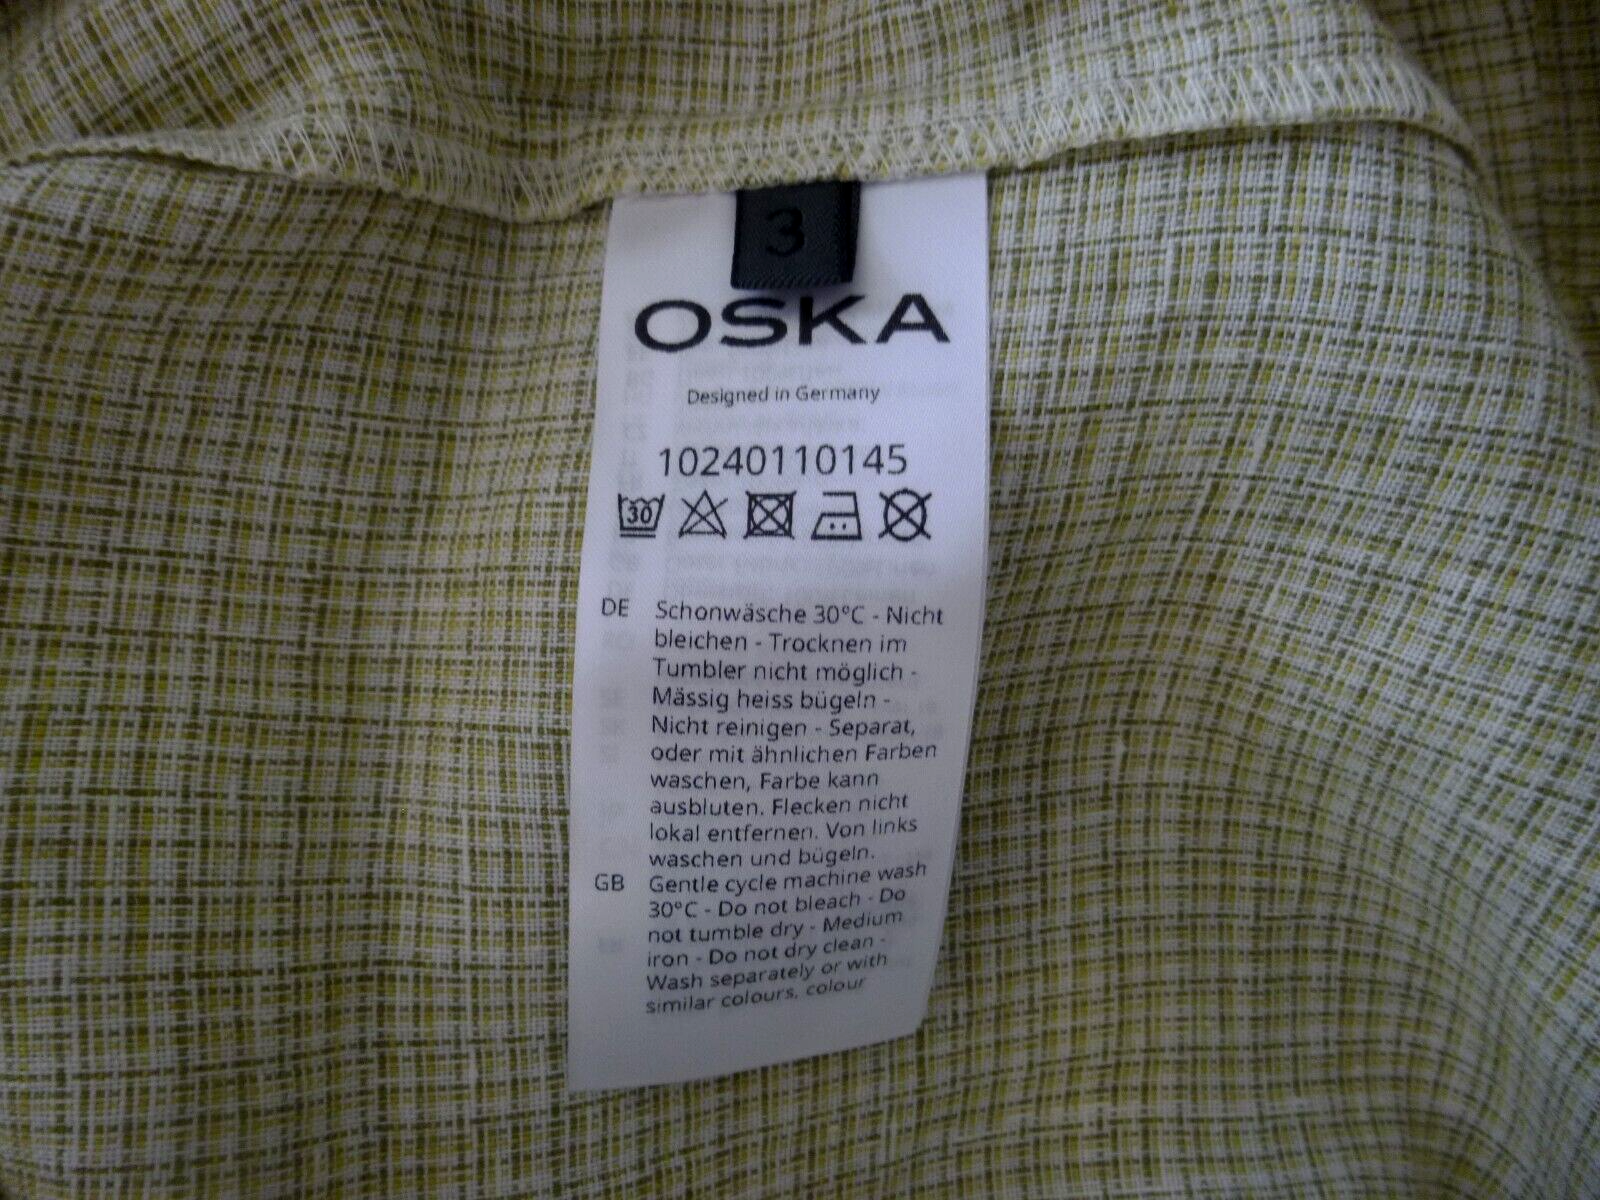 3
OSKA
Designed in Germany
10240110145
30
DE Schonwäsche 30°C - Nicht
bleichen - Trocknen im
Tumbler nicht möglich -
Mässig heiss bügeln -
Nicht reinigen - Separat,
oder mit ähnlichen Farben
waschen, Farbe kann
ausbluten. Flecken nicht
lokal entfernen. Von links
waschen und bügeln.
GB Gentle cycle machine wash
30°C - Do not bleach - Do
not tumble dry - Medium
iron - Do not dry clean -
Wash separately or with
similar colours, colour